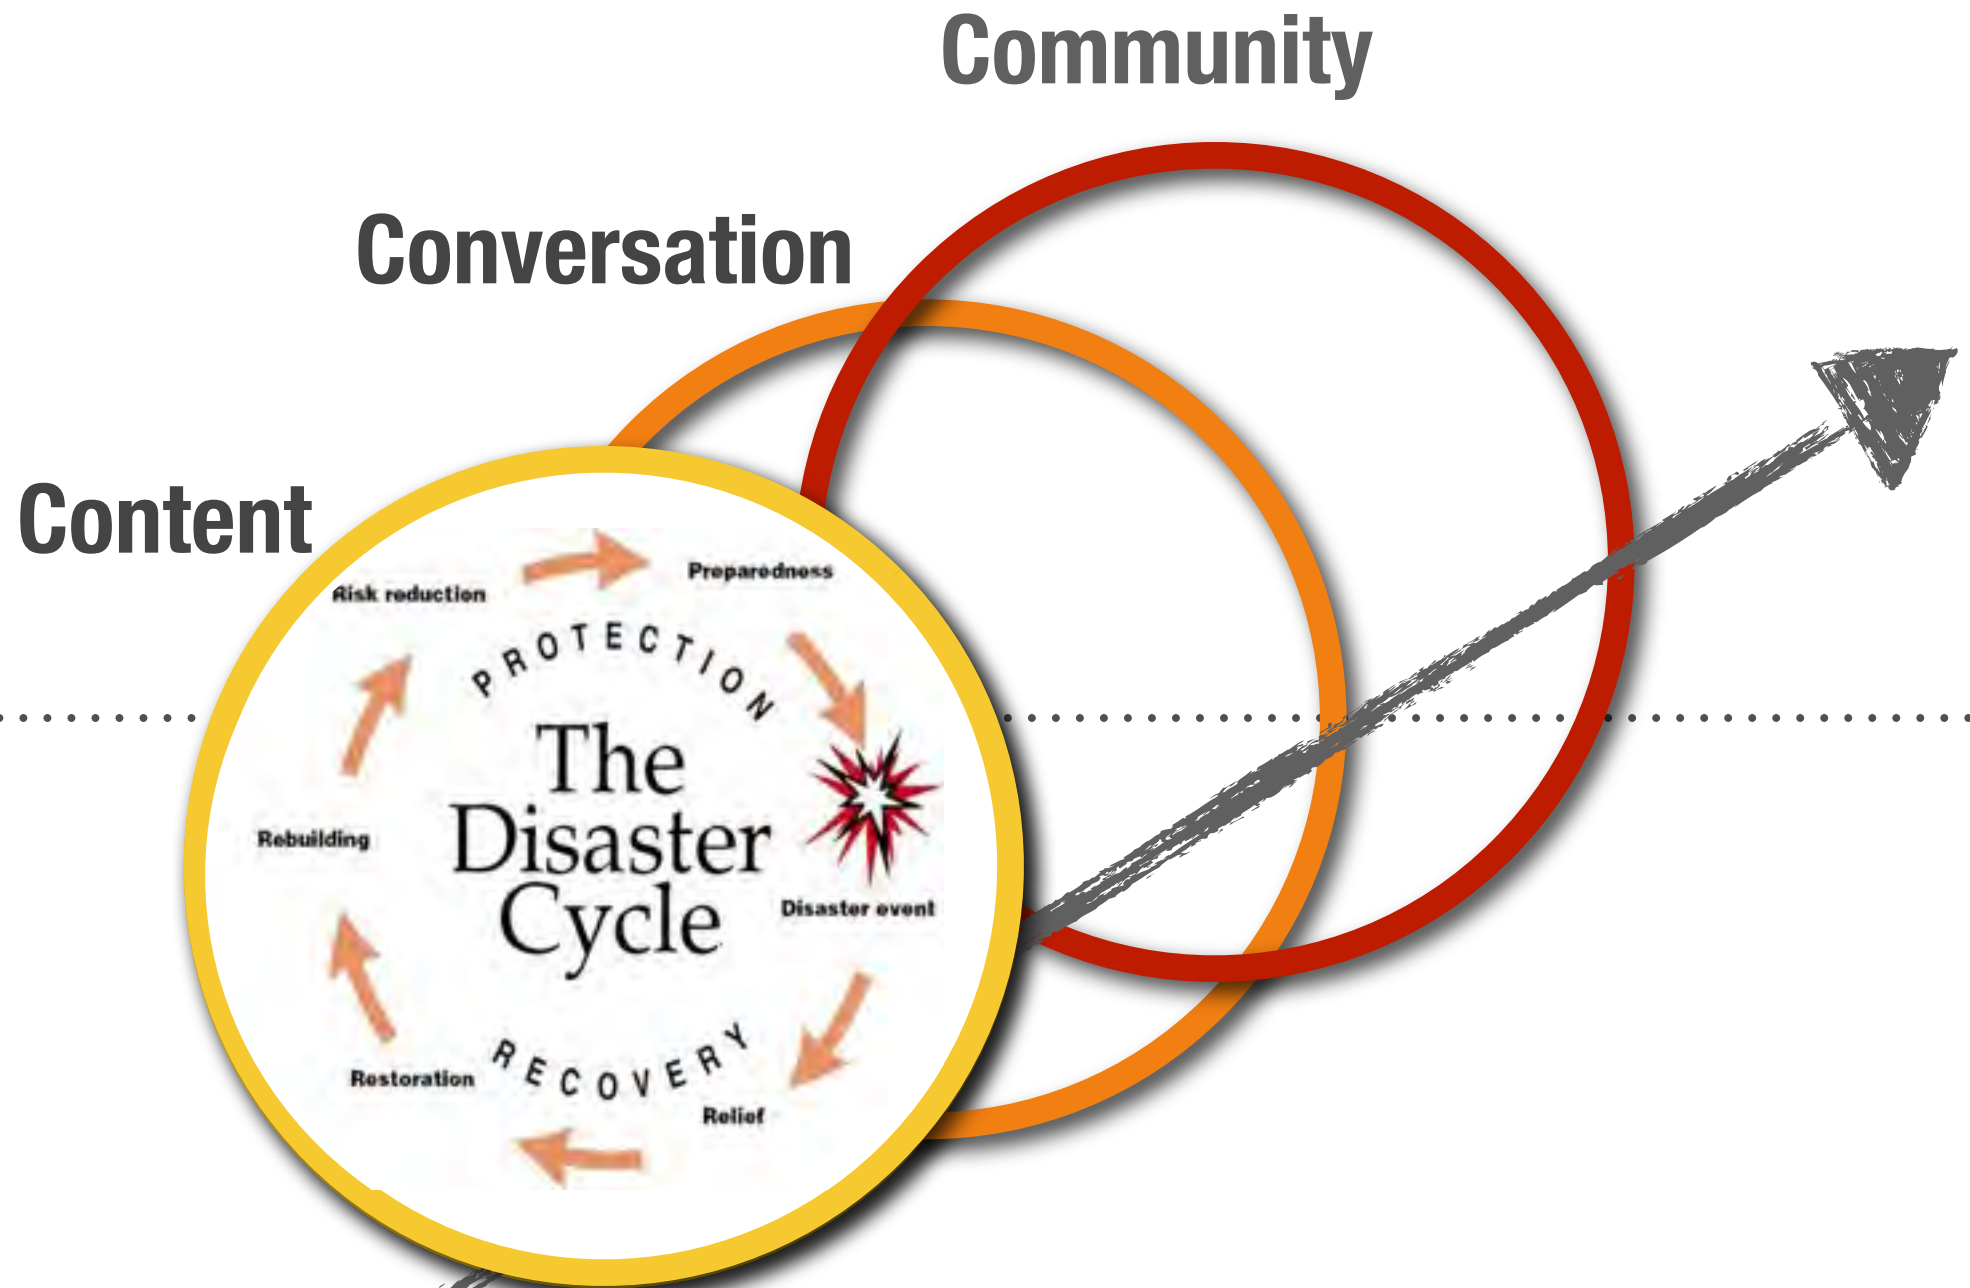 Community
Conversation
Content
Preparedness
Risk reduction
PROTECTION
The
Disaster
Cycle
Rebuilding
Disaster event
RECOVERY
Restoration
Relief